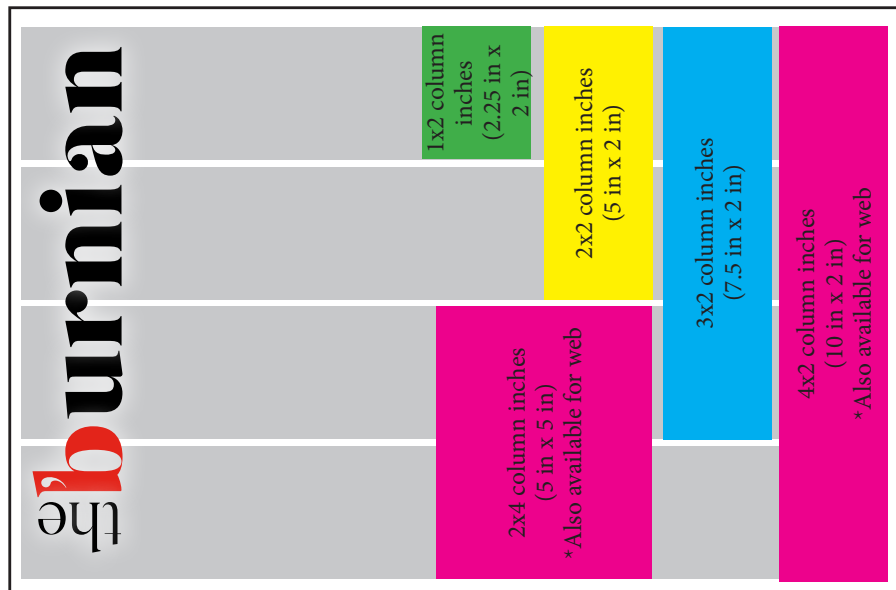 the burnian
1x2 column
inches
(2.25 in x
2 in)
2x2 column inches
(5 in x 2 in)
2x4 column inches
(5 in x 5 in)
*Also available for web
3x2 column inches
(7.5 in x 2 in)
4x2 column inches
(10 in x 2 in)
*Also available for web